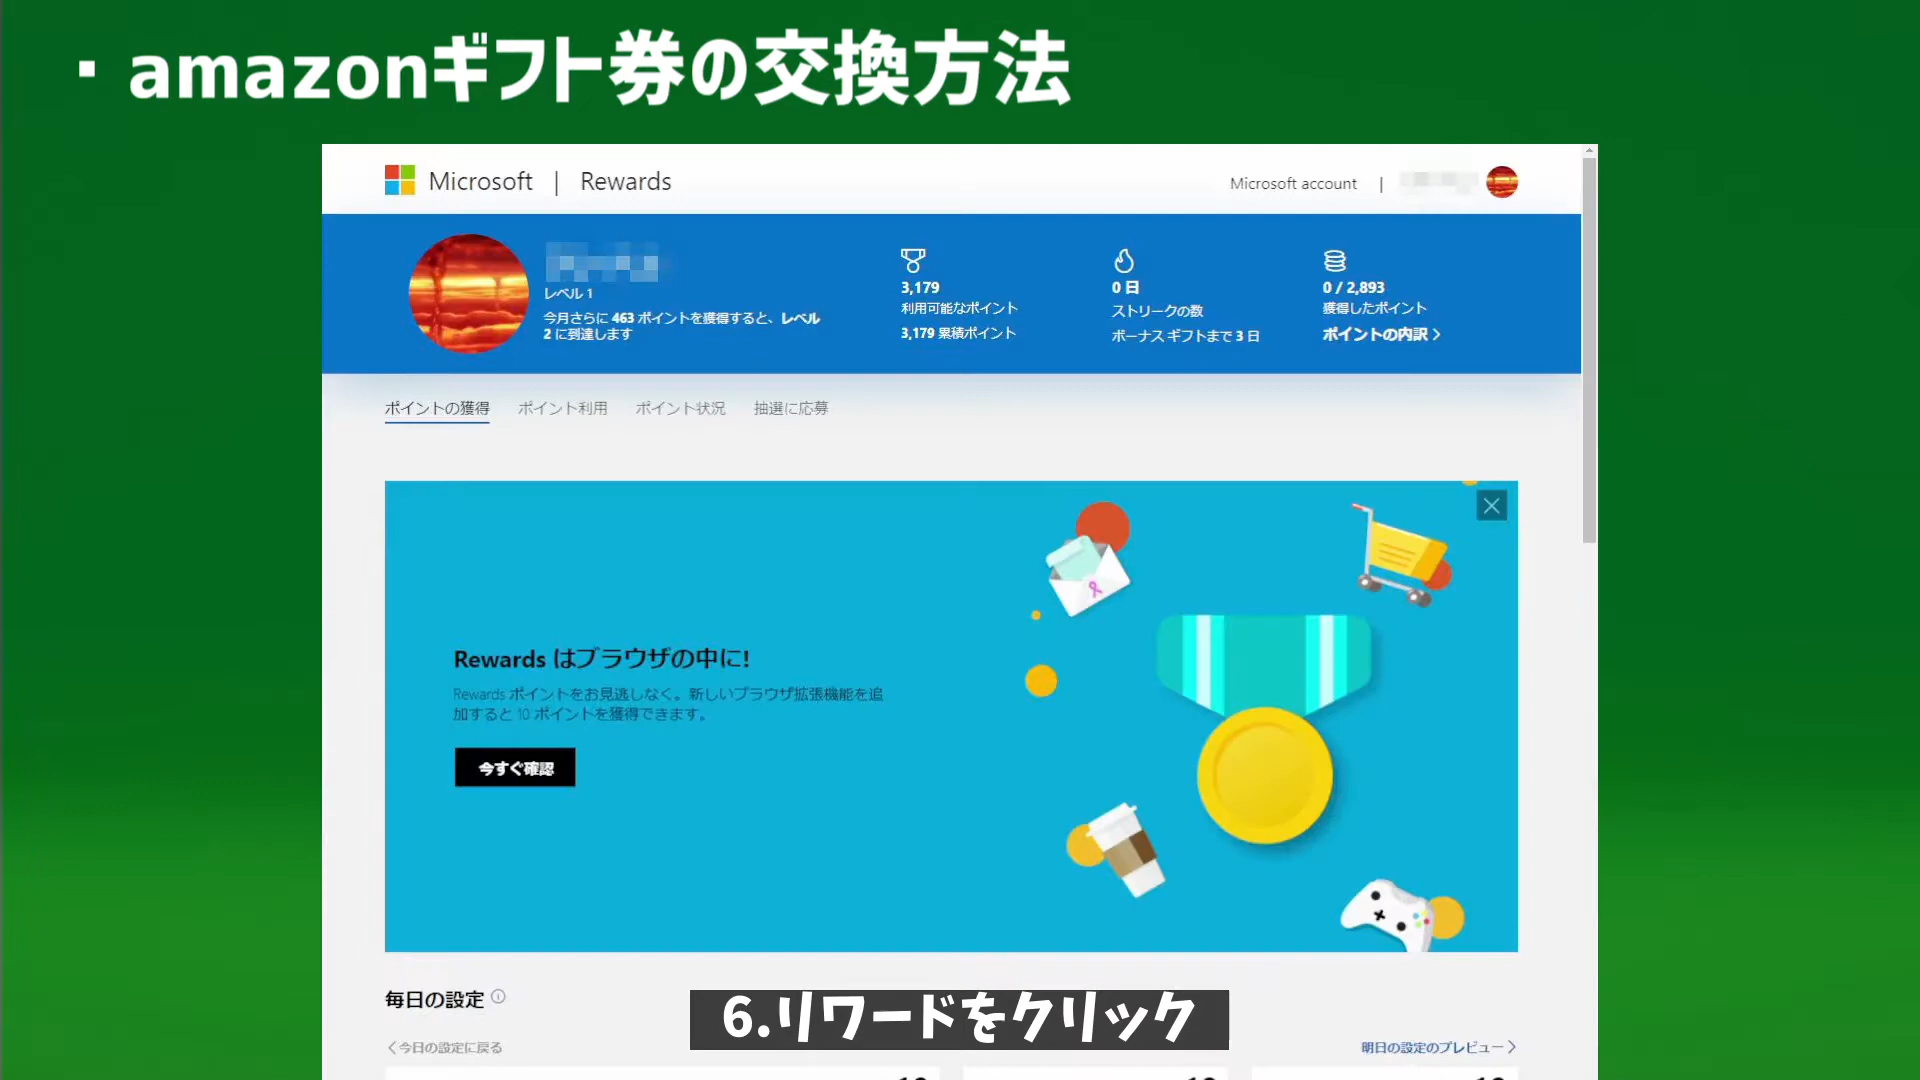 ・amazonギフト券の交換方法
Microsoft | Rewards
Microsoft account |
レベル 1
今月さらに 463 ポイントを獲得すると、レベル
2 に到達します
3,179
利用可能なポイント
3,179 累積ポイント
0 日
ストリークの数
ボーナス ギフトまで 3 日
0 / 2,893
獲得したポイント
ポイントの内訳
ポイントの獲得 ポイント利用 ポイント状況 抽選に応募
Rewards はブラウザの中に!
Rewards ポイントをお見逃しなく。新しいブラウザ拡張機能を追
加すると 10 ポイントを獲得できます。
今すぐ確認
毎日の設定
今日の設定に戻る
明日の設定のプレビュー
6.リワードをクリック